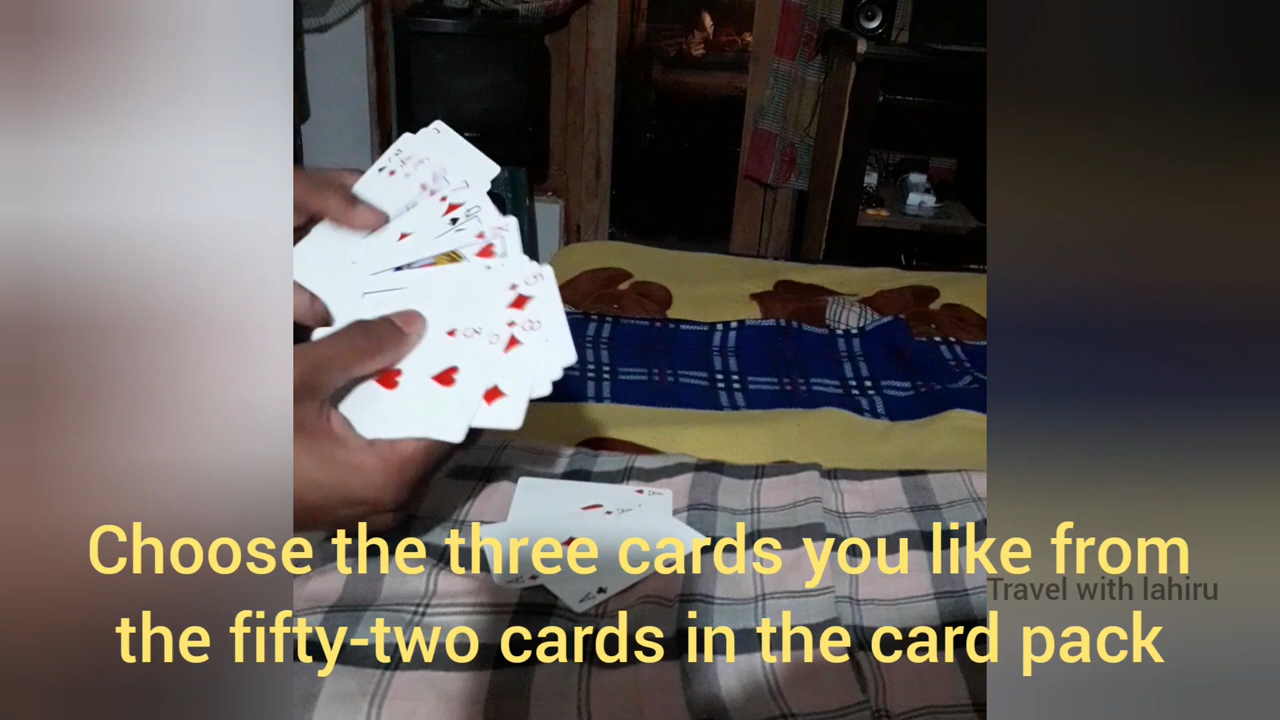 Choose the three cards you like from
Travel with lahiru
the fifty-two cards in the card pack